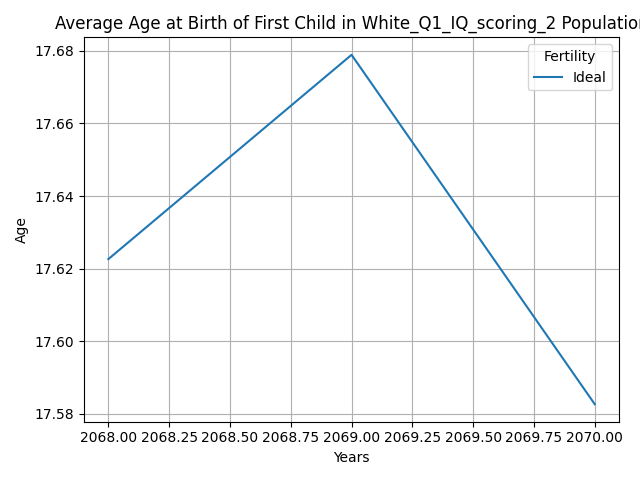 Average Age at Birth of First Child in White_Q1_IQ_scoring_2 Population
Fertility
Ideal
17.68
17.66
17.64
17.62
17.60
17.58
Age
2068.00 2068.25 2068.50 2068.75 2069.00 2069.25 2069.50 2069.75 2070.00
Years